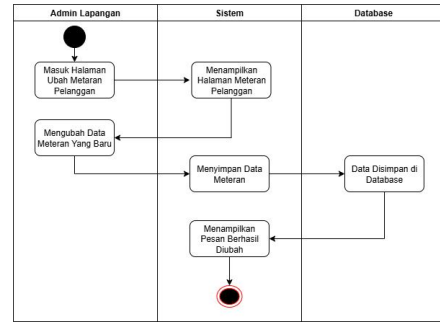 Admin Lapangan
Sistem
Database
Masuk Halaman
Ubah Metaran
Pelanggan
Menampilkan
Halaman Meteran
Pelanggan
Mengubah Data
Meteran Yang Baru
Menyimpan Data
Meteran
Data Disimpan di
Database
Menampilkan
Pesan Berhasil
Diubah